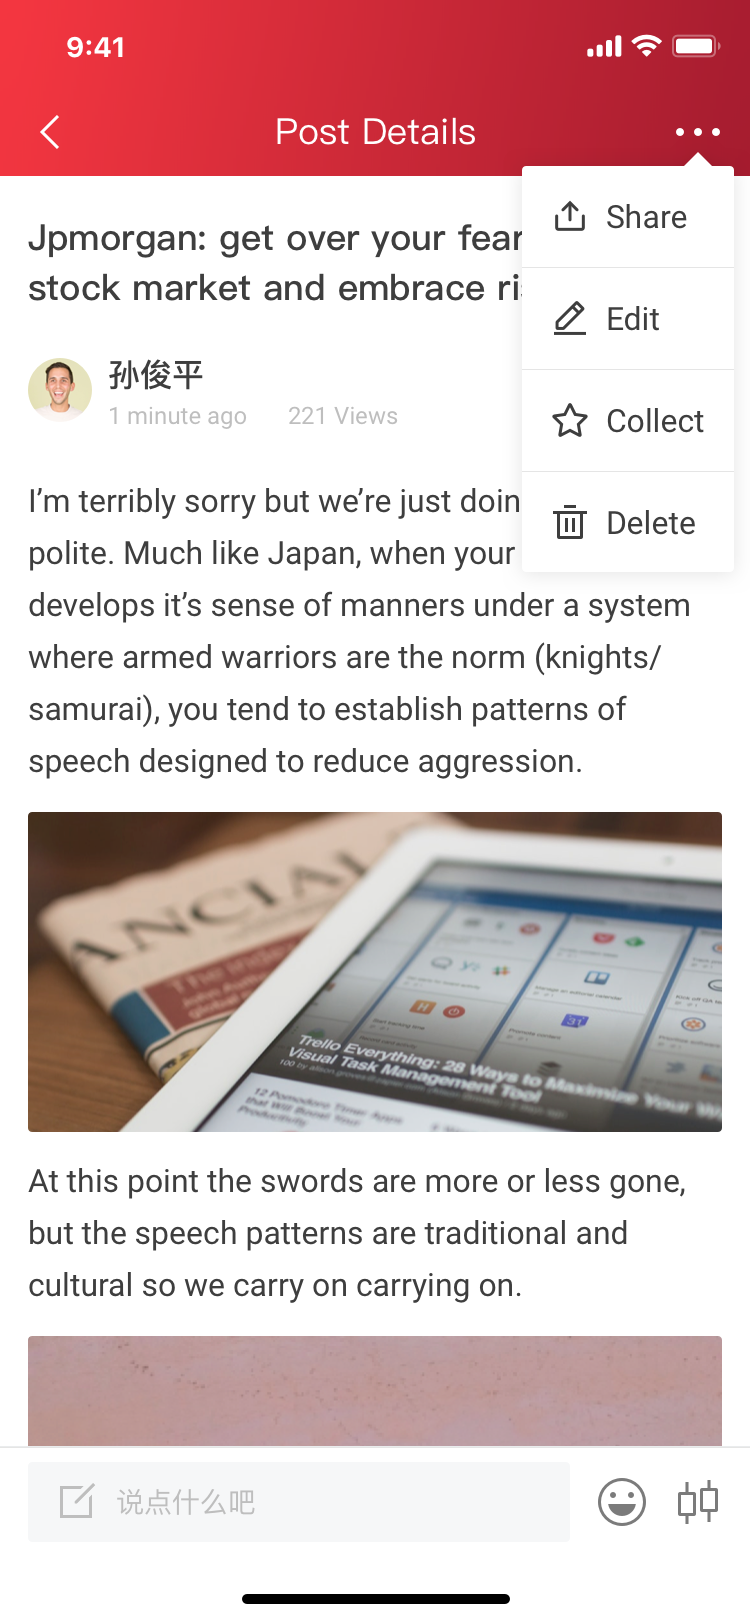 9:41
Post Details
Share
Edit
Collect
Delete
Jpmorgan: get over your fear
stock market and embrace
孙俊平
1 minute ago 221 Views
I’m terribly sorry but we’re just doin
polite. Much like Japan, when your
develops it’s sense of manners under a system
where armed warriors are the norm (knights/
samurai), you tend to establish patterns of
speech designed to reduce aggression.
ANCIAL
Trello Everything: 28 Ways to Maximize Your
Visual Task Management Tool
12 Pomodoro Timer Apps
that Will Boost Your
Productivity
31
At this point the swords are more or less gone,
but the speech patterns are traditional and
cultural so we carry on carrying on.
说点什么吧